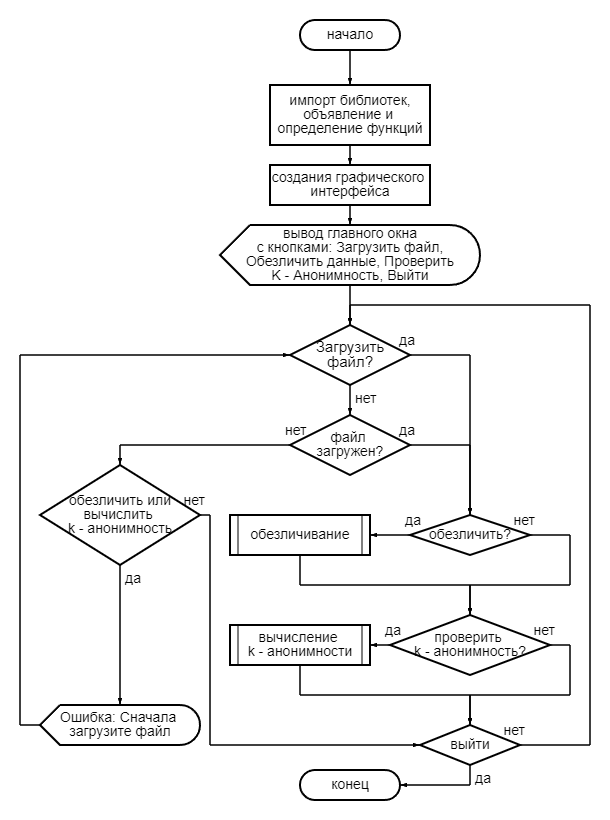 начало
импорт библиотек,
объявление и
определение функций
создания графического
интерфейса
вывод главного окна
с кнопками: Загрузить файл,
Обезличить данные, Проверить
K - Анонимность, Выйти
Загрузить
файл?
да
нет
файл
загружен?
нет
да
обезличить или
вычислить
k - анонимность
нет
да
обезличить?
да
нет
обезличивание
проверить
k - анонимность?
да
нет
вычисление
k - анонимности
Ошибка: Сначала
загрузите файл
выйти
нет
да
конец